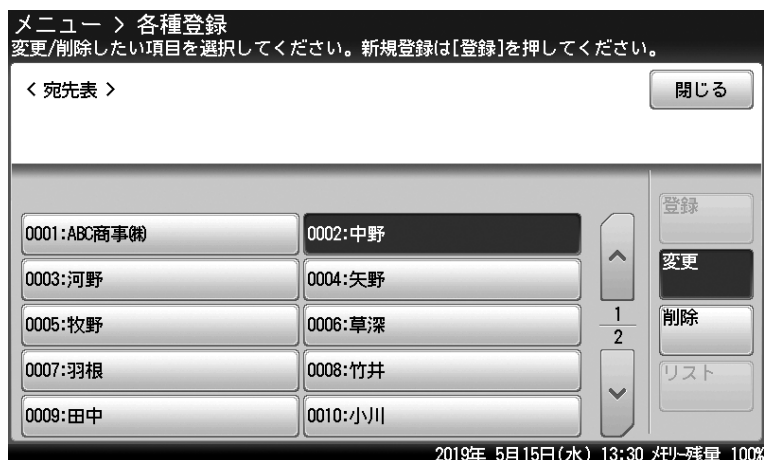 メニュー > 各種登録
変更/削除したい項目を選択してください。新規登録は[登録]を押してください。
< 宛先表 >
閉じる
登録
0001:ABC商事㈱
0002:中野
変更
0003:河野
0004:矢野
0005:牧野
0006:草深
1
2
削除
0007:羽根
0008:竹井
リスト
0009:田中
0010:小川
2019年 5月15日(水) 13:30 ﾒﾓﾘｰ残量 100%